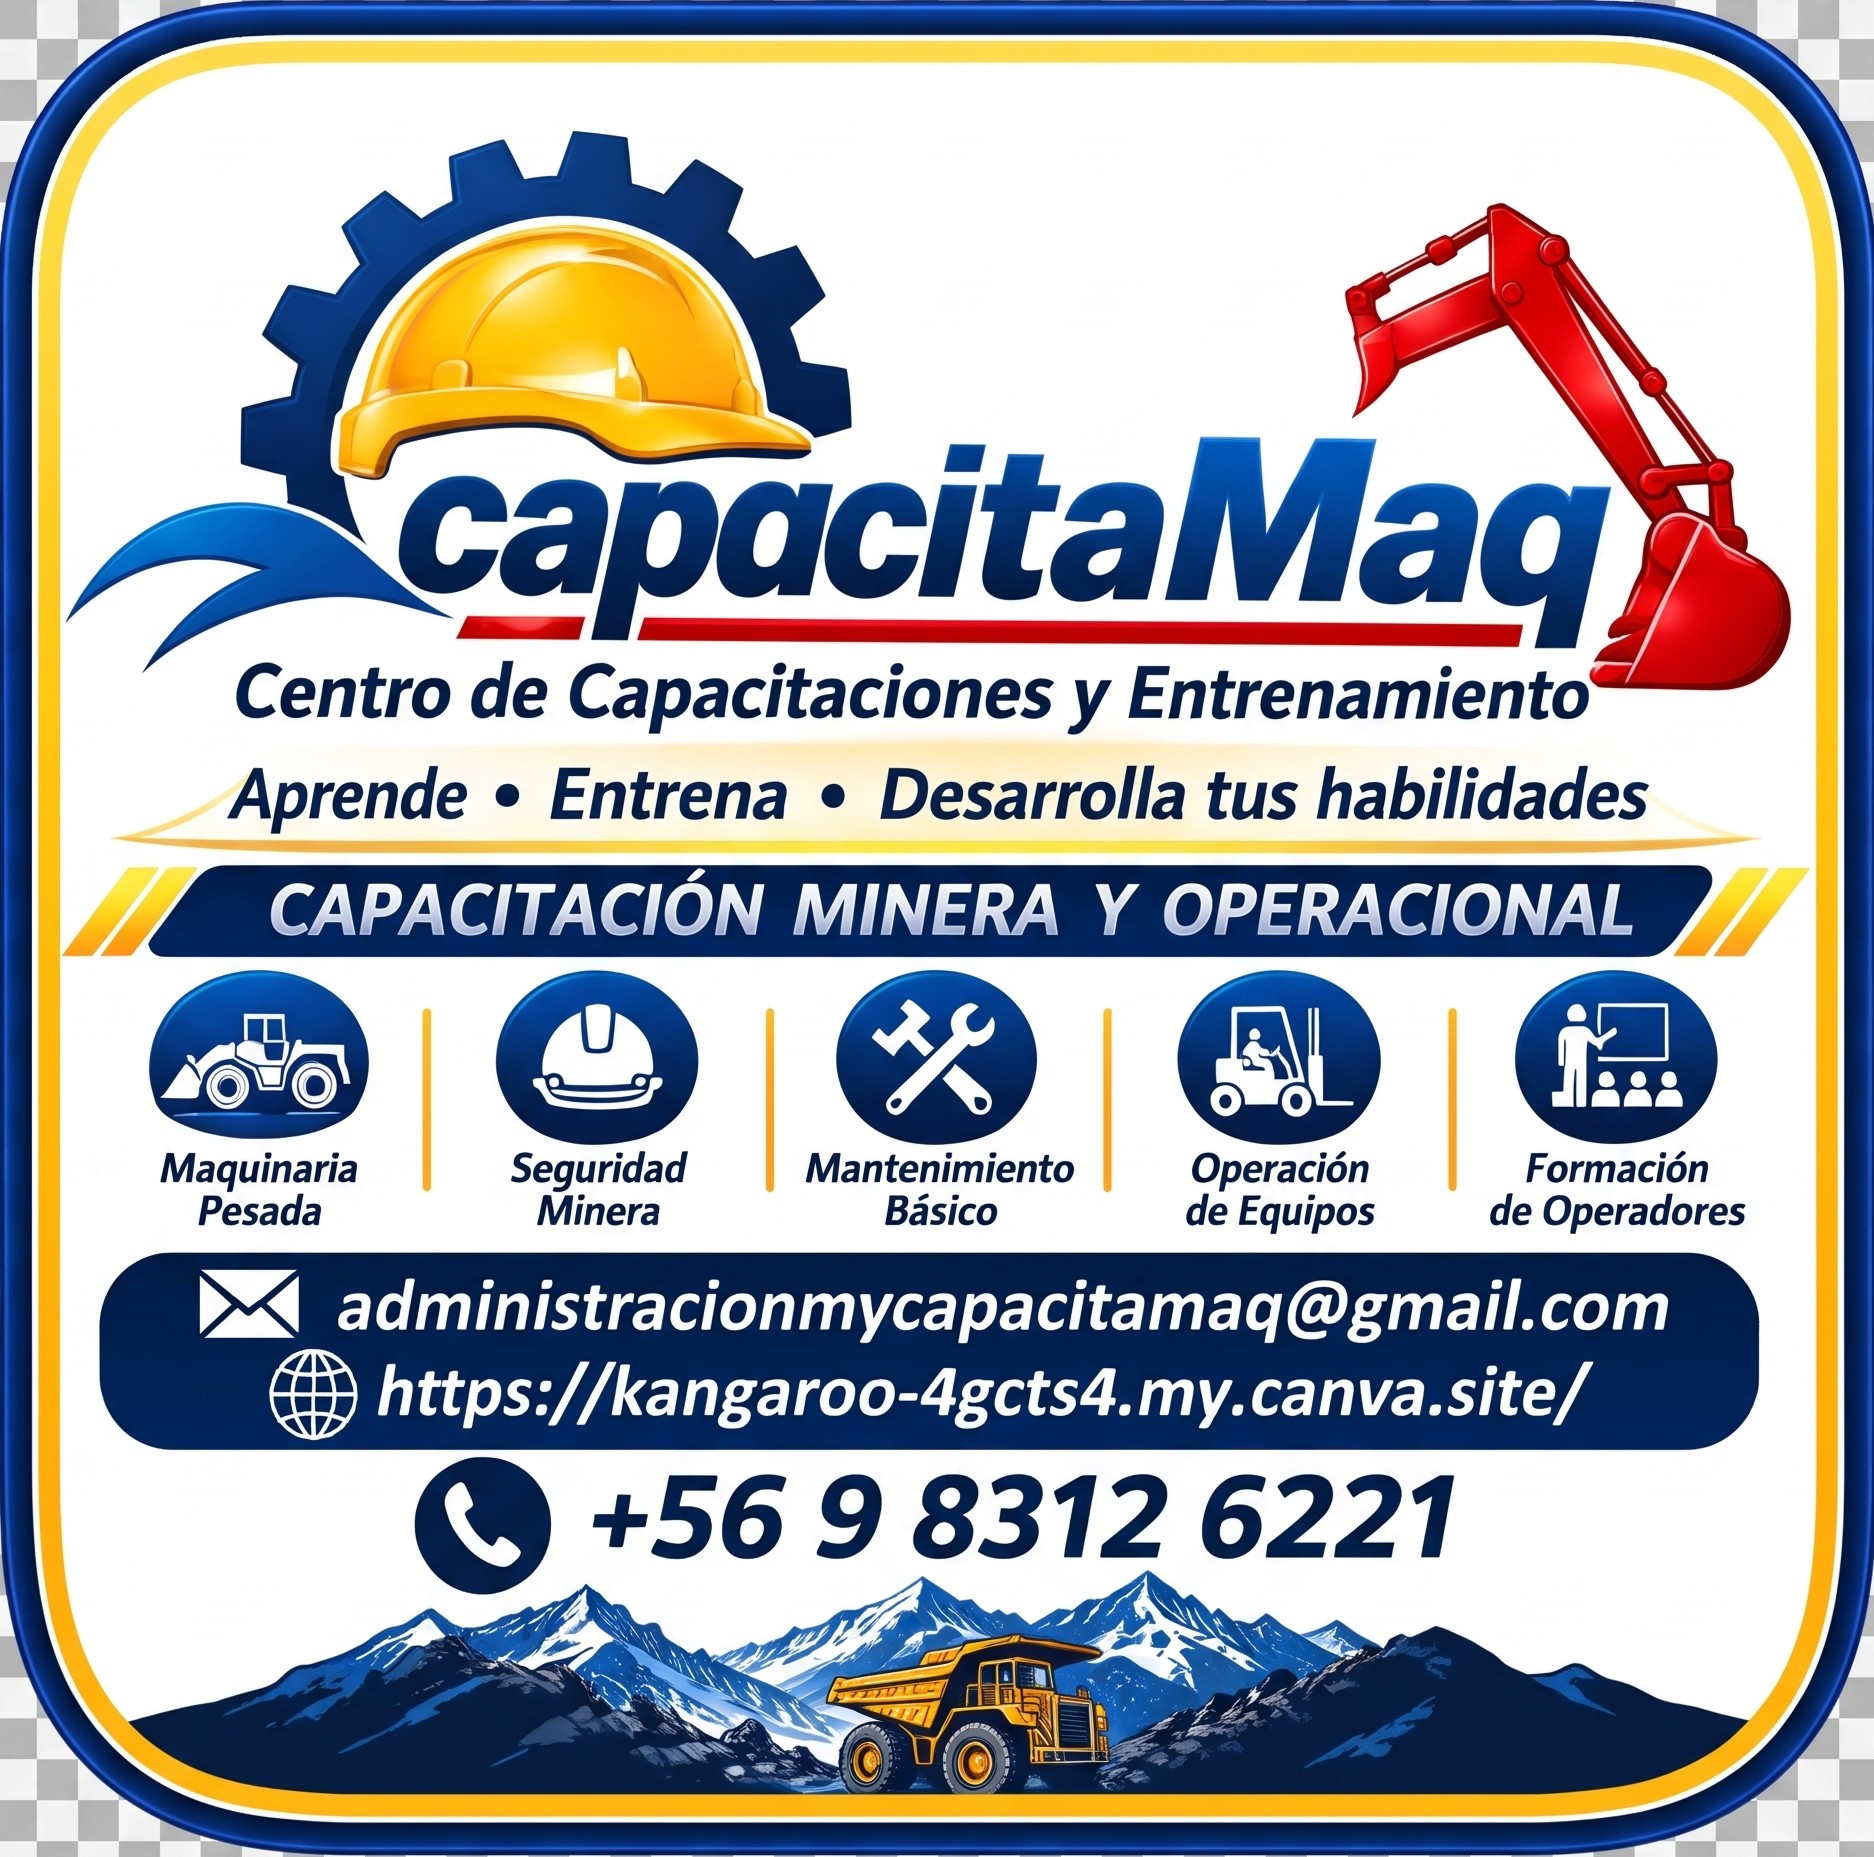 capacitaMaq
Centro de Capacitaciones y Entrenamiento
Aprende • Entrena • Desarrolla tus habilidades
CAPACITACIÓN MINERA Y OPERACIONAL
Maquinaria
Pesada
Seguridad
Minera
Mantenimiento
Básico
Operación
de Equipos
Formación
de Operadores
administracionmycapacitamaq@gmail.com
https://kangaroo-4gcts4.my.canva.site/
+56 9 8312 6221